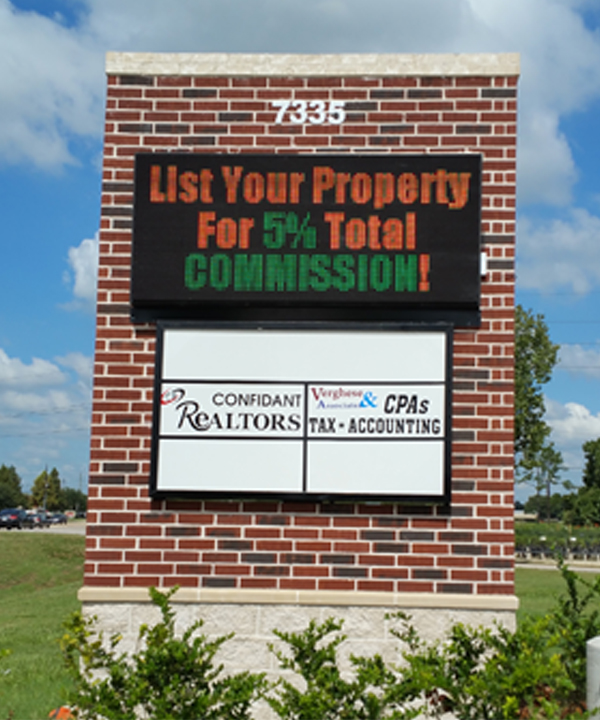 7335
List Your Property
For 5% Total
COMMISSION!
CONFIDANT
REALTORS
Verghese &
Associates CPAs
TAX - ACCOUNTING